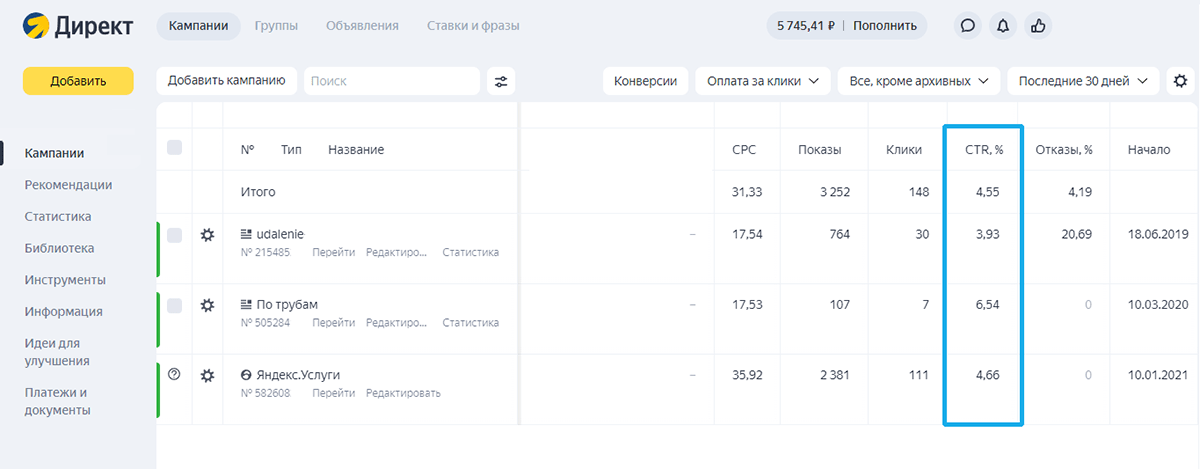 Директ Кампании Группы Объявления Ставки и фразы 5 745,41 ₽ | Пополнить
Добавить Добавить кампанию Поиск Конверсии Оплата за клики Все, кроме архивных Последние 30 дней
Кампании
Рекомендации
Статистика
Библиотека
Инструменты
Информация
Идеи для
улучшения
Платежи и
документы
№ Тип Название CPC Показы Клики CTR, % Отказы, % Начало
Итого 31,33 3 252 148 4,55 4,19
udalenie – 17,54 764 30 3,93 20,69 18.06.2019
№ 215485 Перейти Редактиро... Статистика
По трубам – 17,53 107 7 6,54 0 10.03.2020
№ 505284 Перейти Редактиро... Статистика
Яндекс.Услуги – 35,92 2 381 111 4,66 0 10.01.2021
№ 582608 Перейти Редактировать